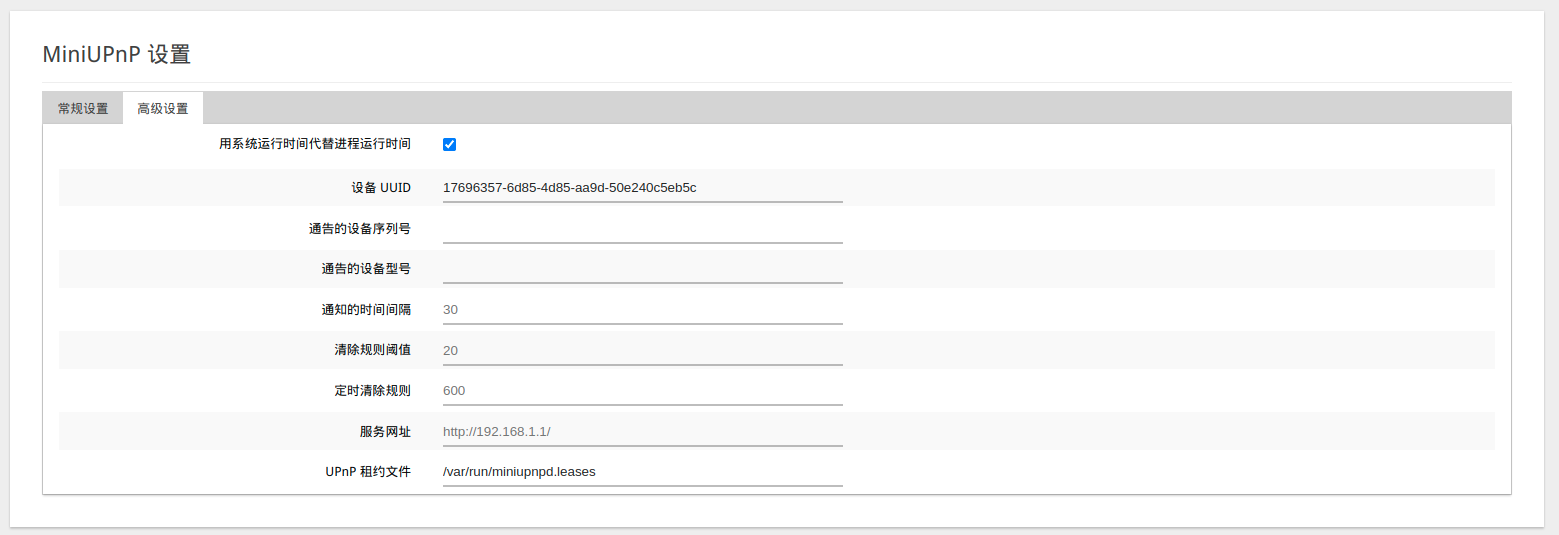 MiniUPnP 设置
常规设置 高级设置
用系统运行时间代替进程运行时间
设备 UUID 17696357-6d85-4d85-aa9d-50e240c5eb5c
通告的设备序列号
通告的设备型号
通知的时间间隔 30
清除规则阈值 20
定时清除规则 600
服务网址 http://192.168.1.1/
UPnP 租约文件 /var/run/miniupnpd.leases